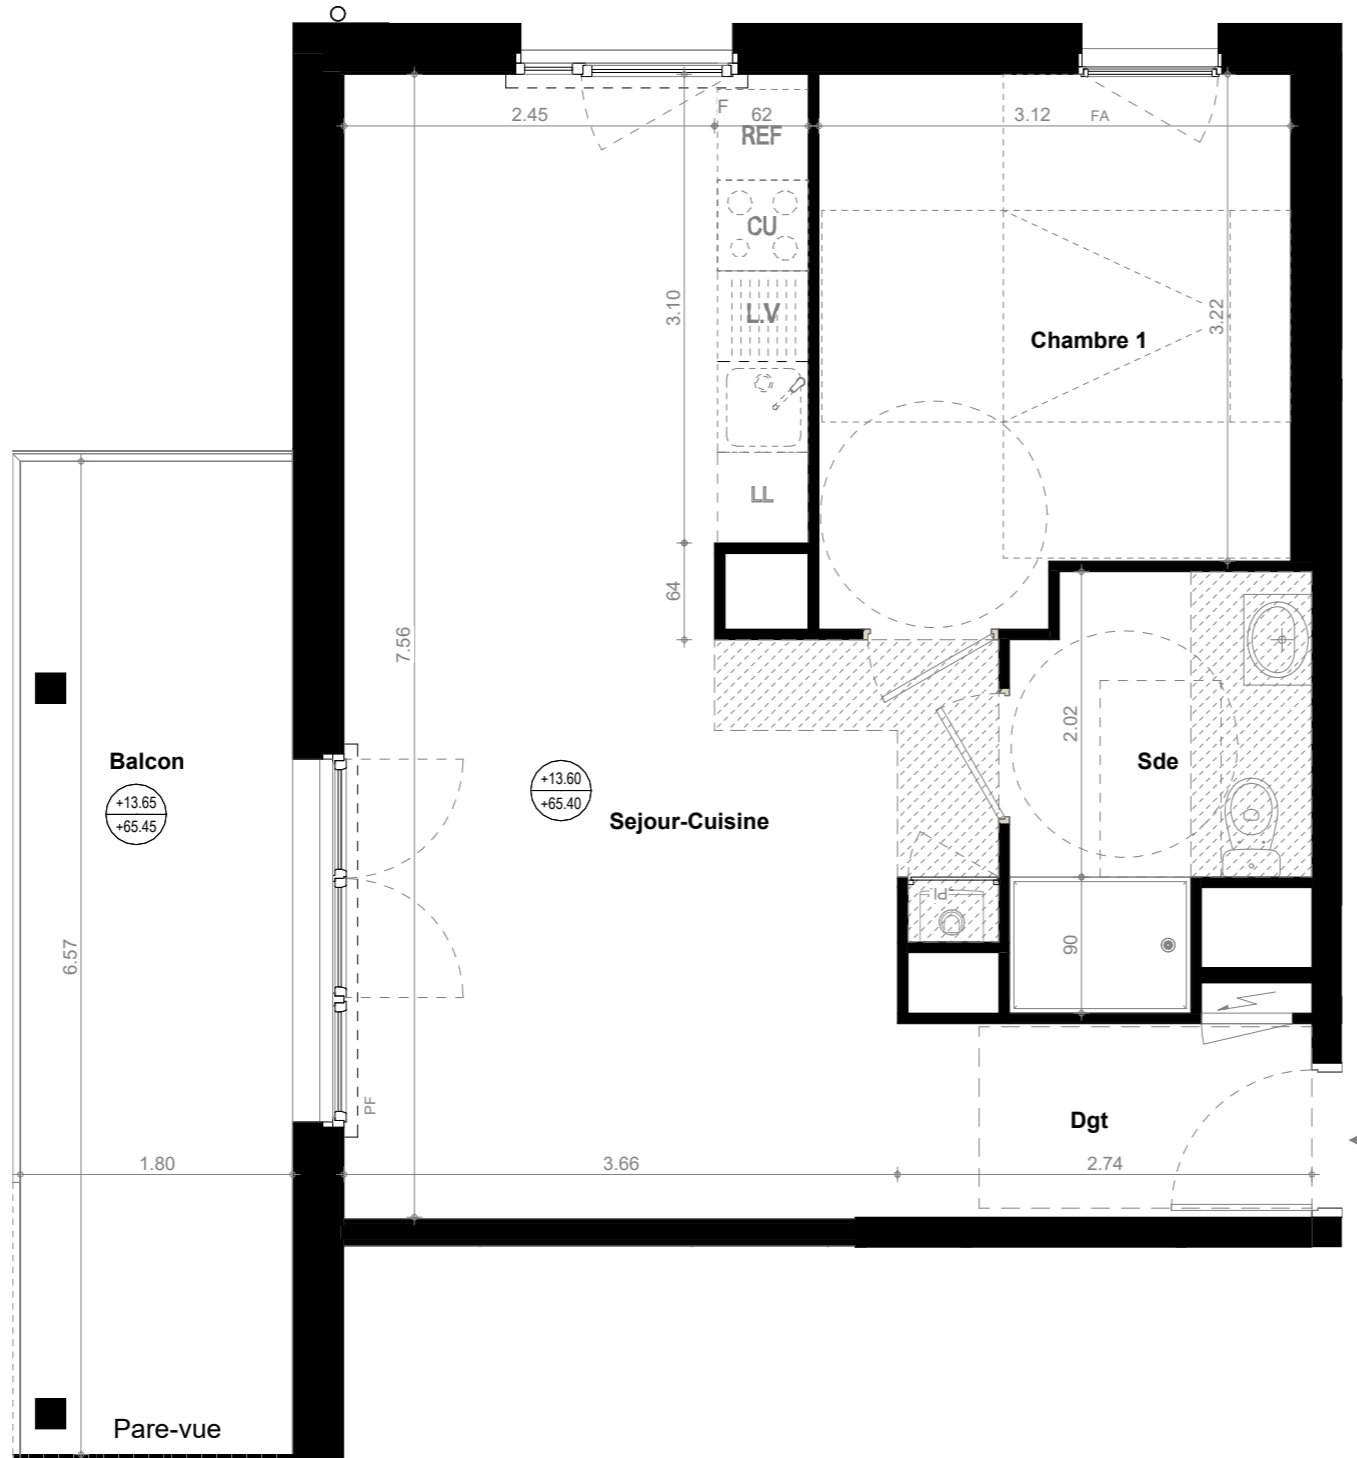 2.45
F
62
3.12
FA
REF
CU
3.10
L.V
3.22
Chambre 1
LL
64
7.56
2.02
Balcon
+13.65
+65.45
+13.60
+65.40
Sejour-Cuisine
Sde
PL
6.57
90
PF
Dgt
1.80
3.66
2.74
Pare-vue